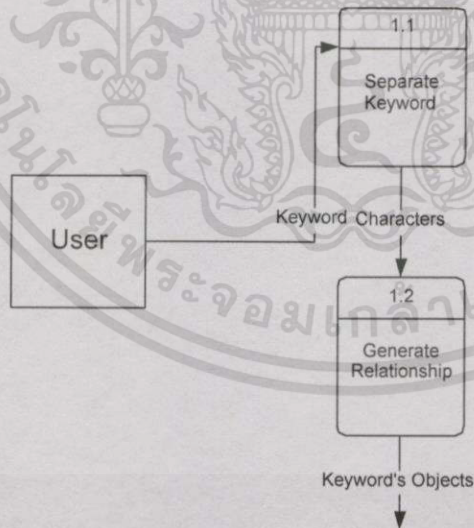 1.1
Separate
Keyword
User
Keyword Characters
1.2
Generate
Relationship
Keyword's Objects